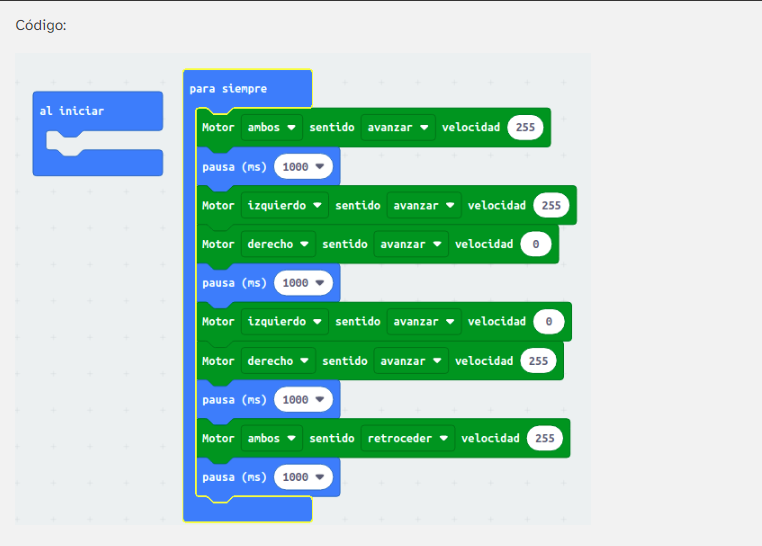 Código:
al iniciar
para siempre
Motor ambos sentido avanzar velocidad 255
pausa (ms) 1000
Motor izquierdo sentido avanzar velocidad 255
Motor derecho sentido avanzar velocidad 0
pausa (ms) 1000
Motor izquierdo sentido avanzar velocidad 0
Motor derecho sentido avanzar velocidad 255
pausa (ms) 1000
Motor ambos sentido retroceder velocidad 255
pausa (ms) 1000